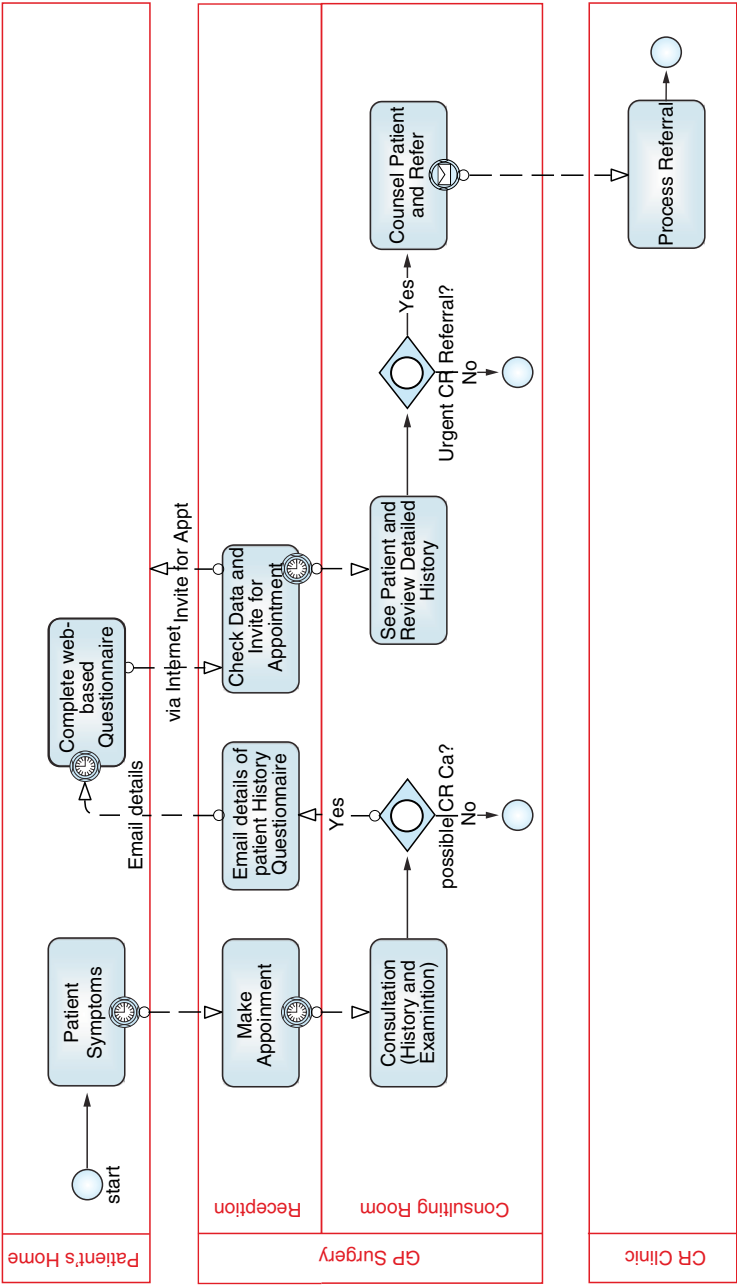 Patient's Home
start
Patient
Symptoms
Email details
Complete web-
based
Questionnaire
via Internet
Invite for Appt
GP Surgery
Reception
Make
Appoinment
Email details of
patient History
Questionnaire
Check Data and
Invite for
Appointment
Consulting Room
Consultation
(History and
Examintion)
Yes
possible CR Ca?
No
See Patient and
Review Detailed
History
Yes
Urgent CR Referral?
No
Counsel Patient
and Refer
CR Clinic
Process Referral